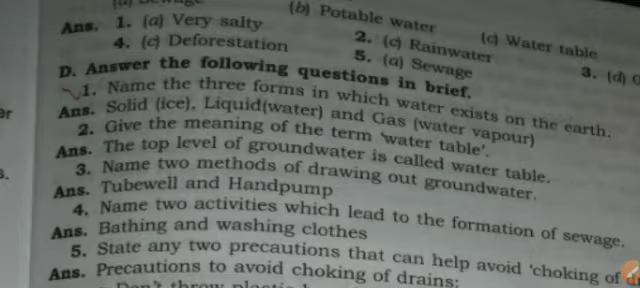 (b) Potable water
(c) Water table
Ans. 1. (a) Very salty
2. (c) Rainwater
3. (d)
4. (c) Deforestation
5. (a) Sewage
D. Answer the following questions in brief.
1. Name the three forms in which water exists on the earth.
Ans. Solid (ice), Liquid(water) and Gas (water vapour)
2. Give the meaning of the term 'water table'.
Ans. The top level of groundwater is called water table.
3. Name two methods of drawing out groundwater.
Ans. Tubewell and Handpump
4. Name two activities which lead to the formation of sewage.
Ans. Bathing and washing clothes
5. State any two precautions that can help avoid 'choking of
Ans. Precautions to avoid choking of drains:
Don't throw